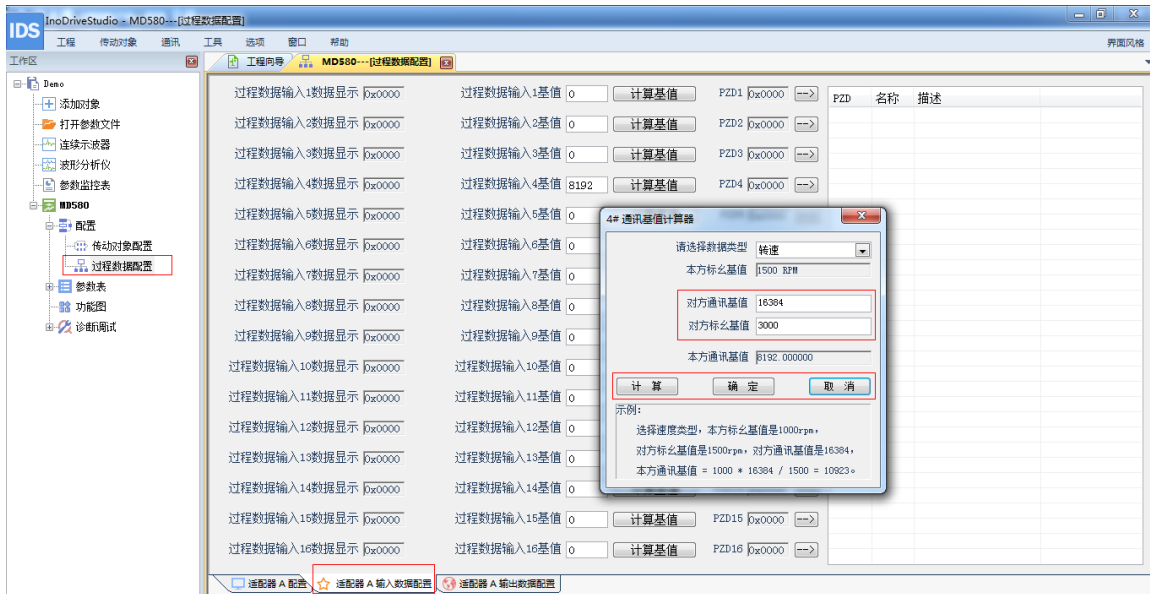 IDS InoDriveStudio - MD580---[过程数据配置]
工程 传动对象 通讯 工具 选项 窗口 帮助 界面风格
工作区 工程向导 MD580---[过程数据配置]
Demo
添加对象
打开参数文件
连续示波器
波形分析仪
参数监控表
MD580
配置
传动对象配置
过程数据配置
参数表
功能图
诊断调试
过程数据输入1数据显示 0x0000 过程数据输入1基值 0 计算基值 PZD1 0x0000 -->
过程数据输入2数据显示 0x0000 过程数据输入2基值 0 计算基值 PZD2 0x0000 -->
过程数据输入3数据显示 0x0000 过程数据输入3基值 0 计算基值 PZD3 0x0000 -->
过程数据输入4数据显示 0x0000 过程数据输入4基值 8192 计算基值 PZD4 0x0000 -->
过程数据输入5数据显示 0x0000 过程数据输入5基值 0
过程数据输入6数据显示 0x0000 过程数据输入6基值 0
过程数据输入7数据显示 0x0000 过程数据输入7基值 0
过程数据输入8数据显示 0x0000 过程数据输入8基值 0
过程数据输入9数据显示 0x0000 过程数据输入9基值 0
过程数据输入10数据显示 0x0000 过程数据输入10基值 0
过程数据输入11数据显示 0x0000 过程数据输入11基值 0
过程数据输入12数据显示 0x0000 过程数据输入12基值 0
过程数据输入13数据显示 0x0000 过程数据输入13基值 0
过程数据输入14数据显示 0x0000 过程数据输入14基值 0
过程数据输入15数据显示 0x0000 过程数据输入15基值 0 计算基值 PZD15 0x0000 -->
过程数据输入16数据显示 0x0000 过程数据输入16基值 0 计算基值 PZD16 0x0000 -->
PZD 名称 描述
4# 通讯基值计算器
请选择数据类型 转速
本方标幺基值 1500 RPM
对方通讯基值 16384
对方标幺基值 3000
本方通讯基值 8192.000000
计 算 确 定 取 消
示例:
选择速度类型，本方标幺基值是1000rpm，
对方标幺基值是1500rpm，对方通讯基值是16384，
本方通讯基值 = 1000 * 16384 / 1500 = 10923。
适配器 A 配置 适配器 A 输入数据配置 适配器 A 输出数据配置